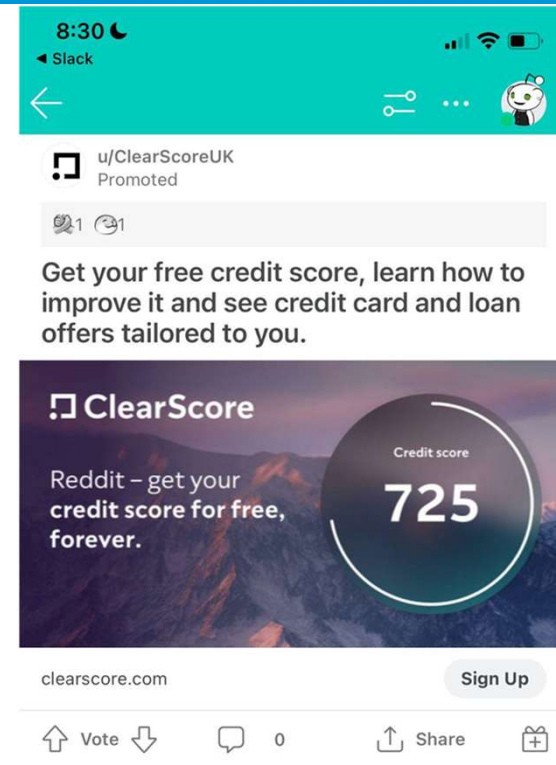 8:30
◀ Slack
u/ClearScoreUK
Promoted
1 1
Get your free credit score, learn how to
improve it and see credit card and loan
offers tailored to you.
ClearScore
Reddit – get your
credit score for free,
forever.
Credit score
725
clearscore.com
Sign Up
Vote
0
Share